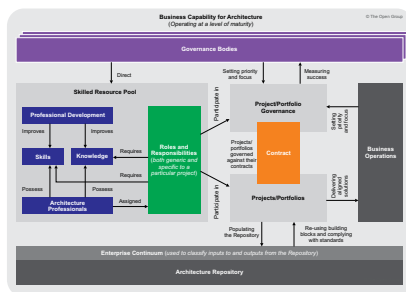 Business Capability for Architecture
(Operating at a level of maturity)
© The Open Group
Governance Bodies
Direct
Setting priority
and focus
Measuring
success
Skilled Resource Pool
Professional Development
Improves
Improves
Skills
Knowledge
Possess
Possess
Architecture
Professionals
Requires
Requires
Assigned
Roles and
Responsibilities
(both generic and
specific to a
particular project)
Participate in
Participate in
Project/Portfolio
Governance
Projects/
portfolios
governed
against their
contracts
Contract
Projects/Portfolios
Setting
priority
and focus
Delivering
aligned
solutions
Business
Operations
Populating
the Repository
Re-using building
blocks and complying
with standards
Enterprise Continuum (used to classify inputs to and outputs from the Repository)
Architecture Repository